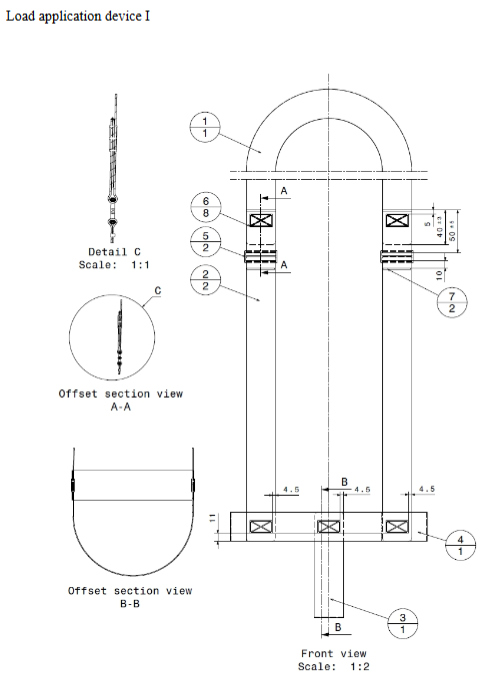 Load application device I
1
1
A
6
8
5
2
A
2
2
5
40 ±2
50 ±5
10
7
2
Detail C
Scale: 1:1
C
Offset section view
A-A
B
4.5
4.5
4.5
11
4
1
Offset section view
B-B
3
1
B
Front view
Scale: 1:2